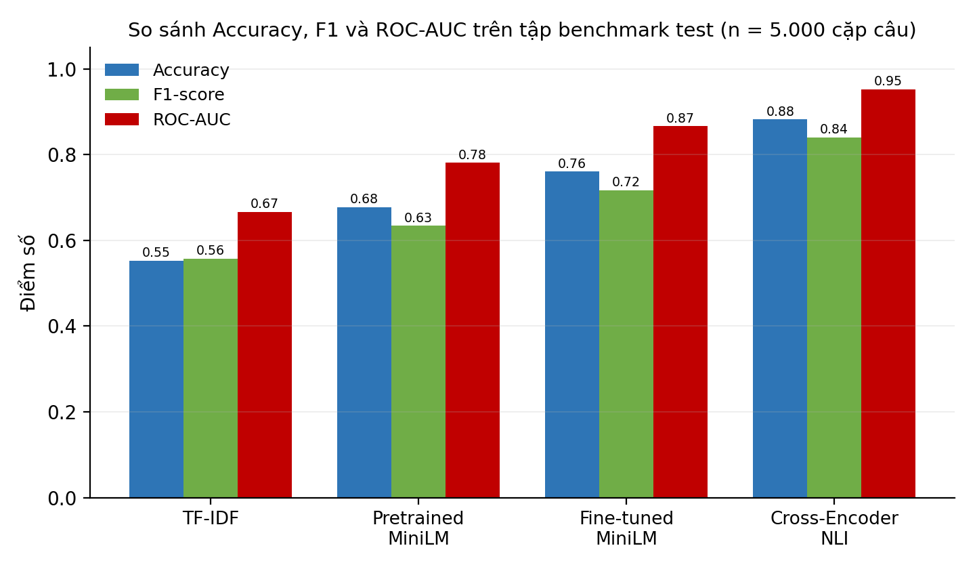 So sánh Accuracy, F1 và ROC-AUC trên tập benchmark test (n = 5.000 cặp câu)
Accuracy
F1-score
ROC-AUC
Điểm số
1.0
0.8
0.6
0.4
0.2
0.0
0.55
0.56
0.67
0.68
0.63
0.78
0.76
0.72
0.87
0.88
0.84
0.95
TF-IDF
Pretrained
MiniLM
Fine-tuned
MiniLM
Cross-Encoder
NLI